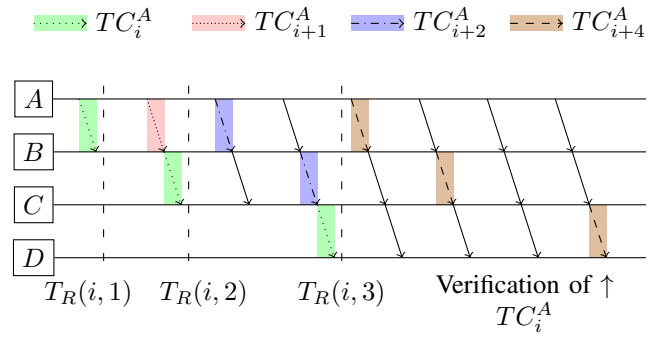 TC_i^A TC_{i+1}^A TC_{i+2}^A TC_{i+4}^A
A
B
C
D
T_R(i, 1) T_R(i, 2) T_R(i, 3) Verification of ↑
TC_i^A